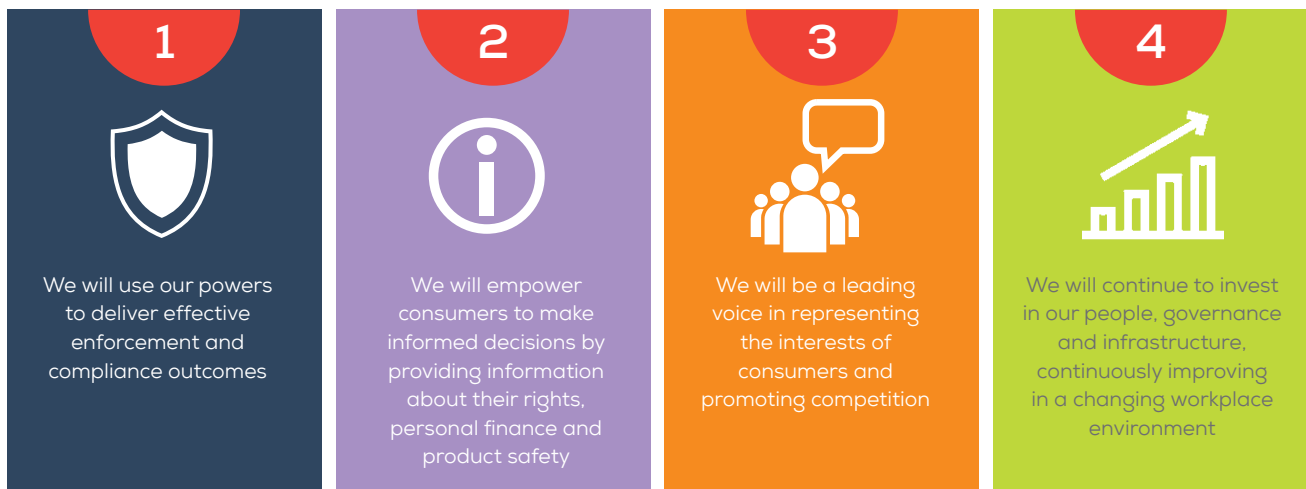 1
We will use our powers
to deliver effective
enforcement and
compliance outcomes
2
We will empower
consumers to make
informed decisions by
providing information
about their rights,
personal finance and
product safety
3
We will be a leading
voice in representing
the interests of
consumers and
promoting competition
4
We will continue to invest
in our people, governance
and infrastructure,
continuously improving
in a changing workplace
environment